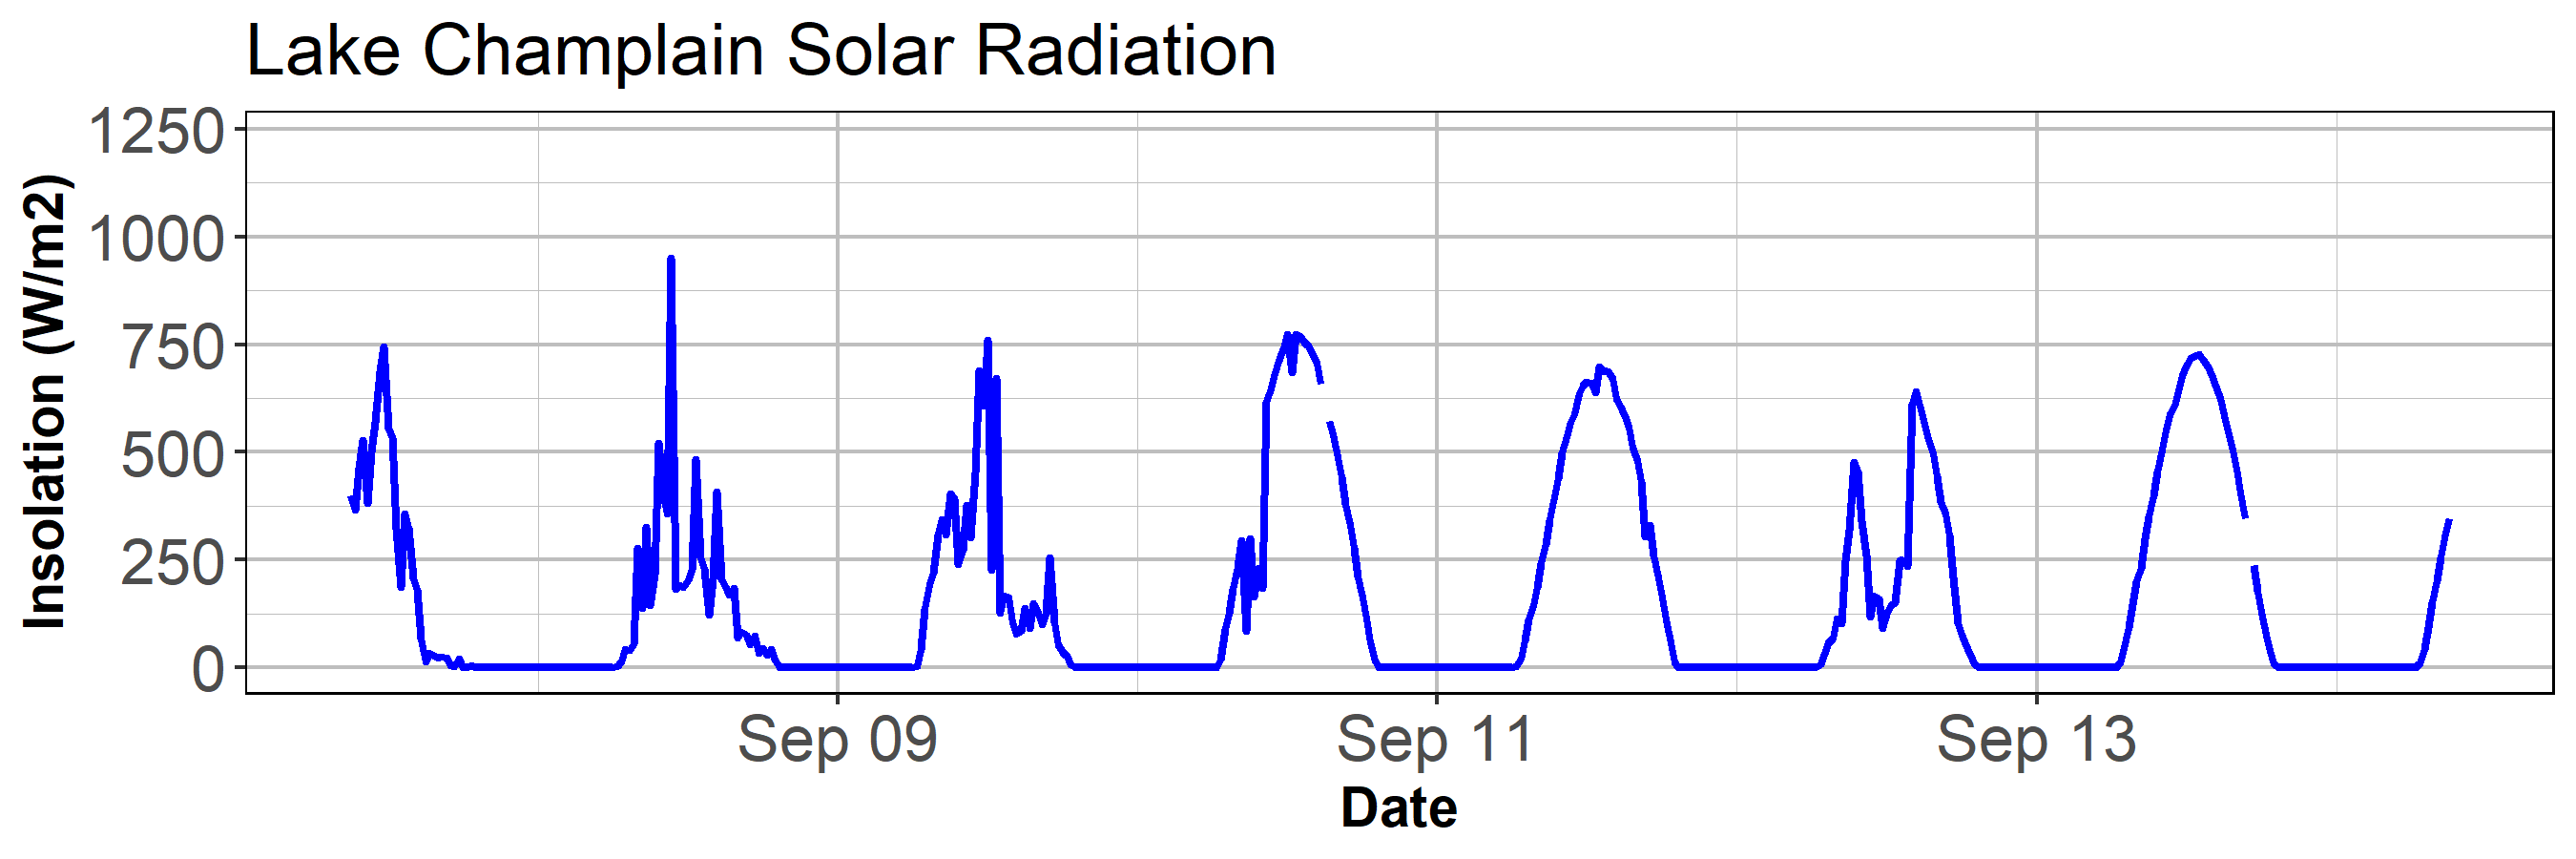 Lake Champlain Solar Radiation
1250
1000
750
500
250
0
Insolation (W/m2)
Sep 09
Sep 11
Sep 13
Date